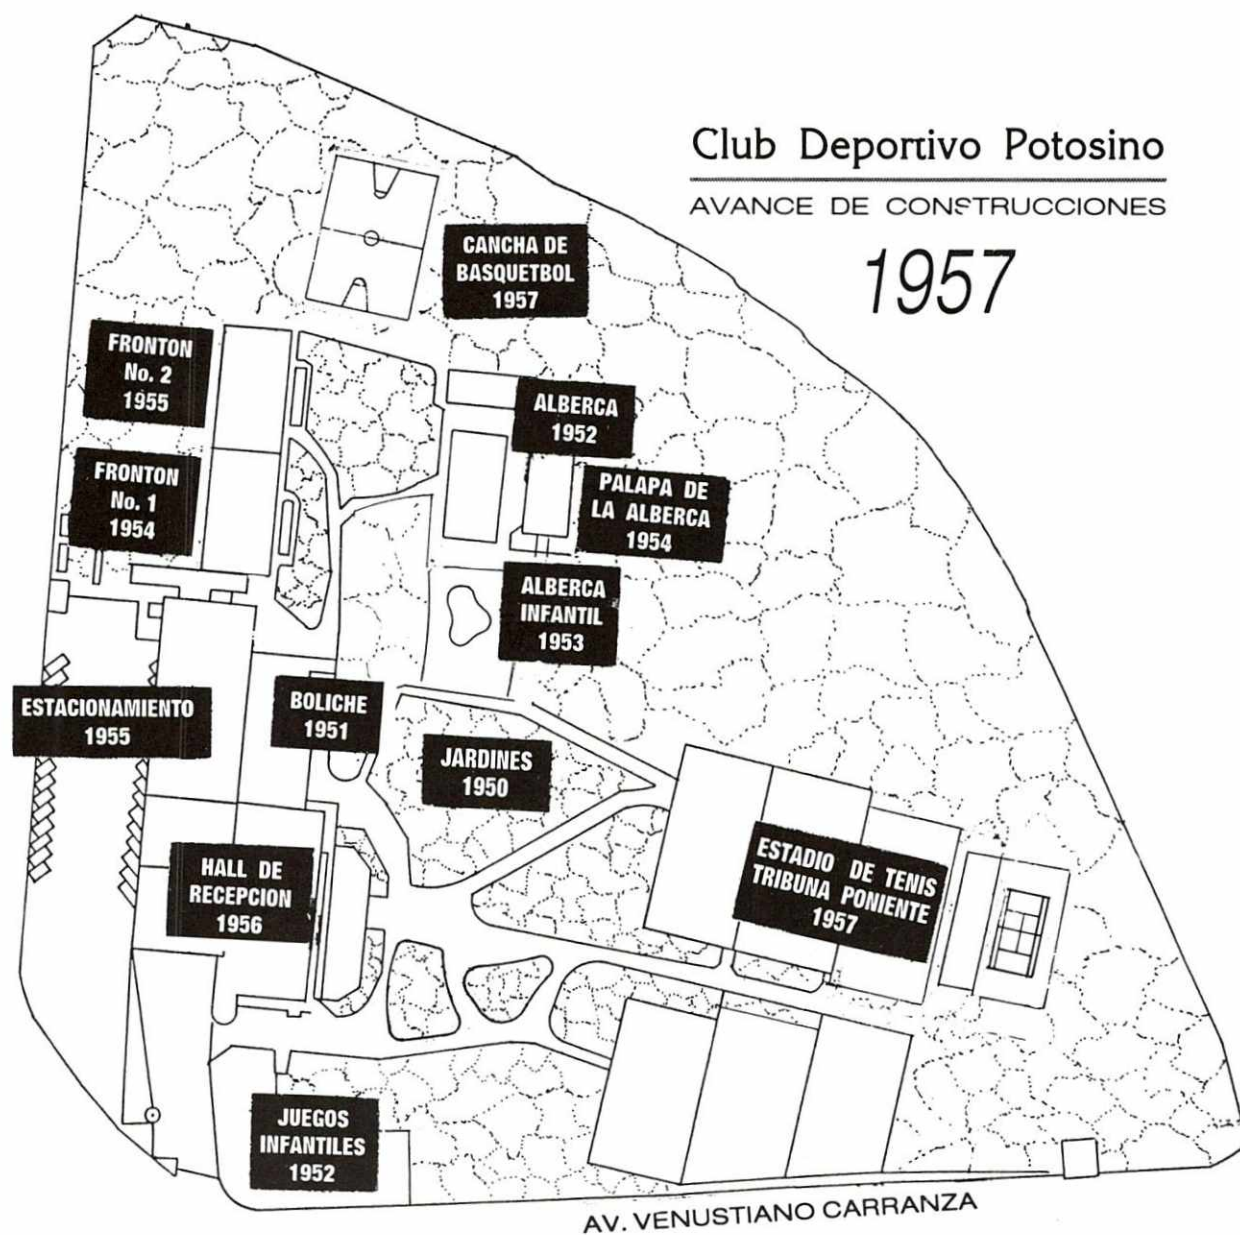 Club Deportivo Potosino
AVANCE DE CONSTRUCCIONES
1957
CANCHA DE
BASQUETBOL
1957
FRONTON
No. 2
1955
ALBERCA
1952
FRONTON
No. 1
1954
PALAPA DE
LA ALBERCA
1954
ALBERCA
INFANTIL
1953
ESTACIONAMIENTO
1955
BOLICHE
1951
JARDINES
1950
HALL DE
RECEPCION
1956
ESTADIO DE TENIS
TRIBUNA PONIENTE
1957
JUEGOS
INFANTILES
1952
AV. VENUSTIANO CARRANZA